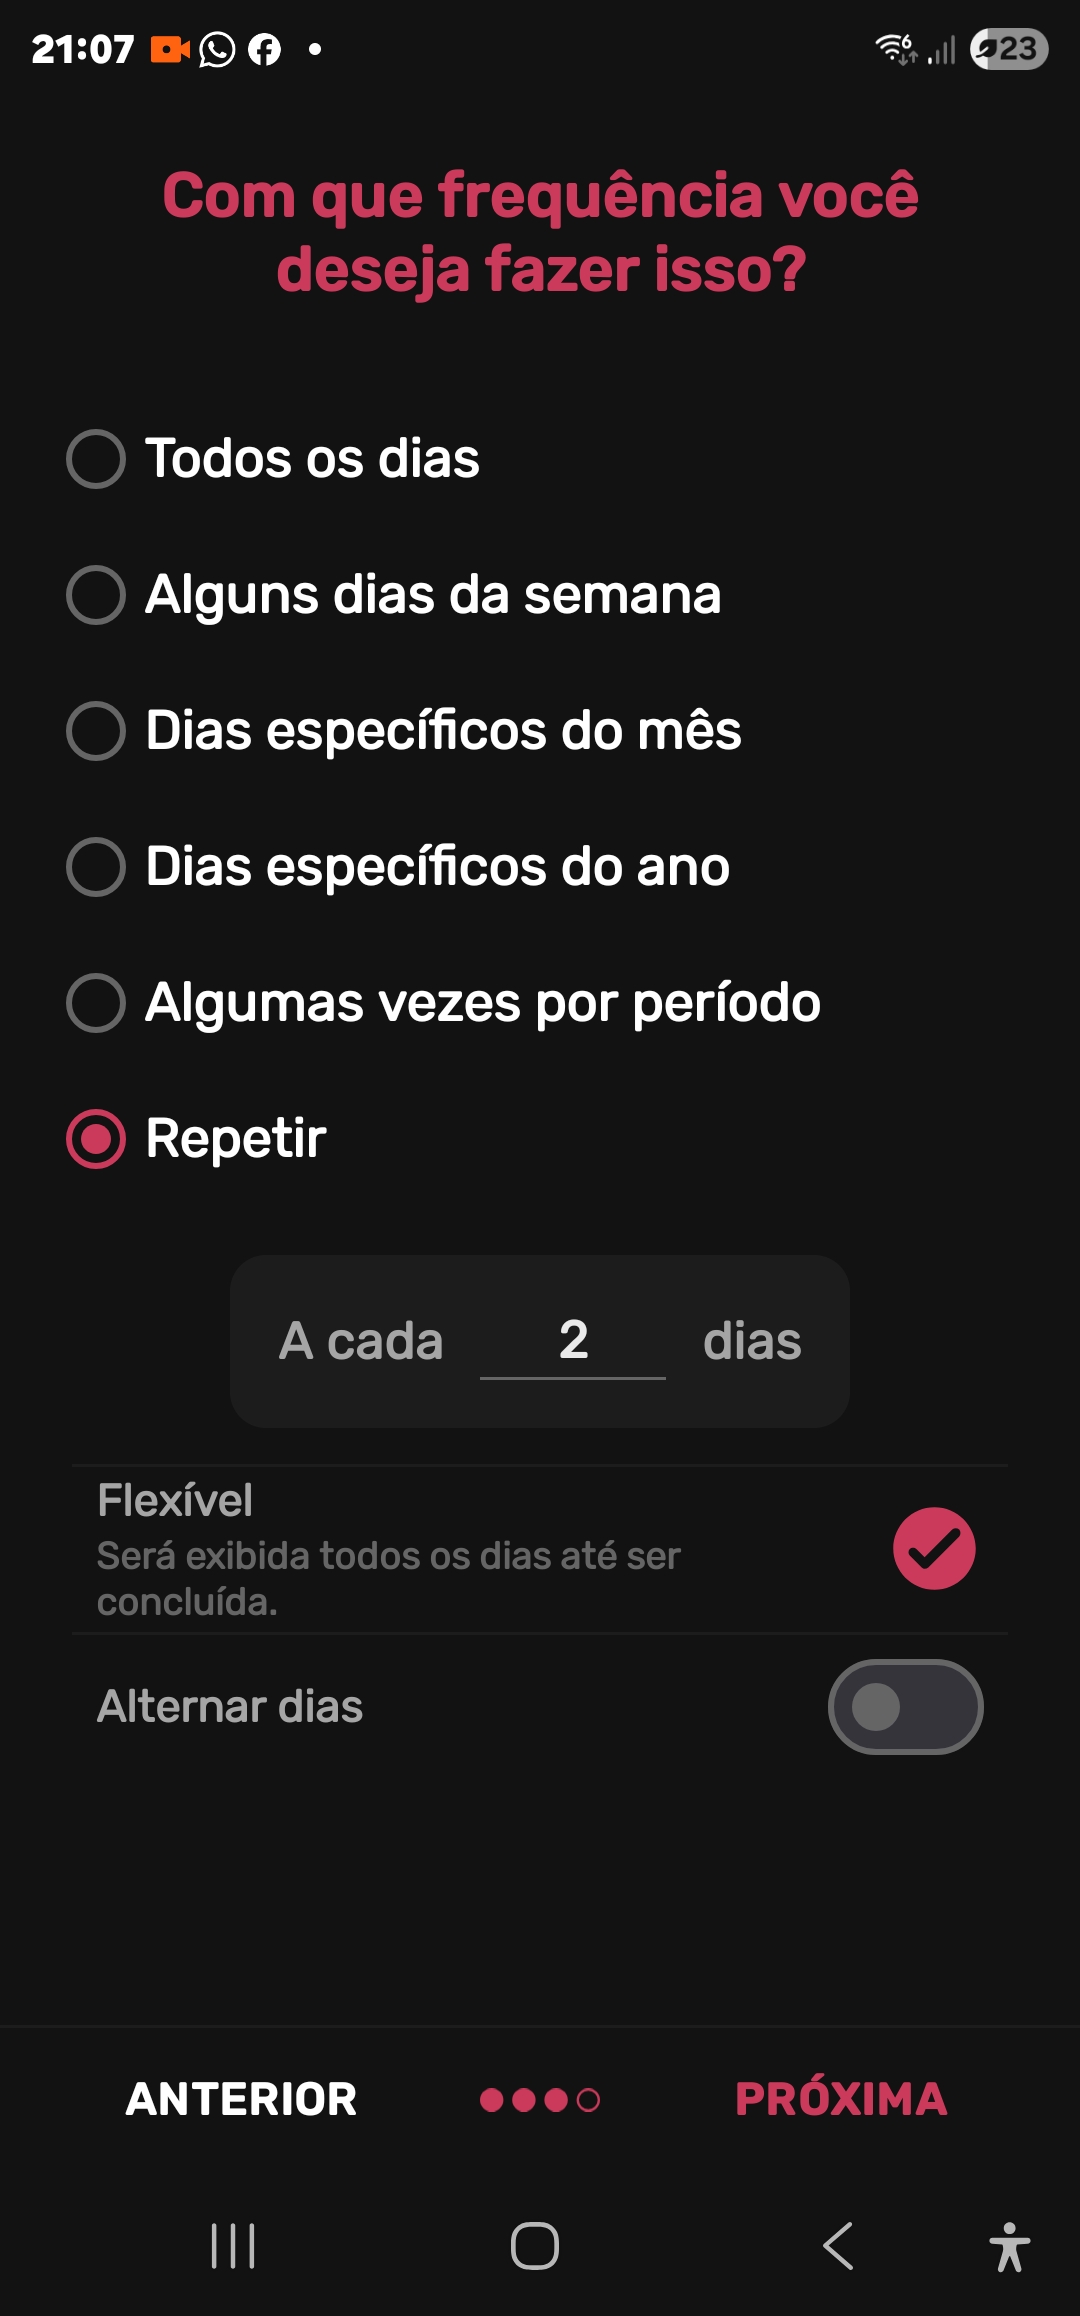 21:07
6
23
Com que frequência você
deseja fazer isso?
Todos os dias
Alguns dias da semana
Dias específicos do mês
Dias específicos do ano
Algumas vezes por período
Repetir
A cada 2 dias
Flexível
Será exibida todos os dias até ser
concluída.
Alternar dias
ANTERIOR
PRÓXIMA